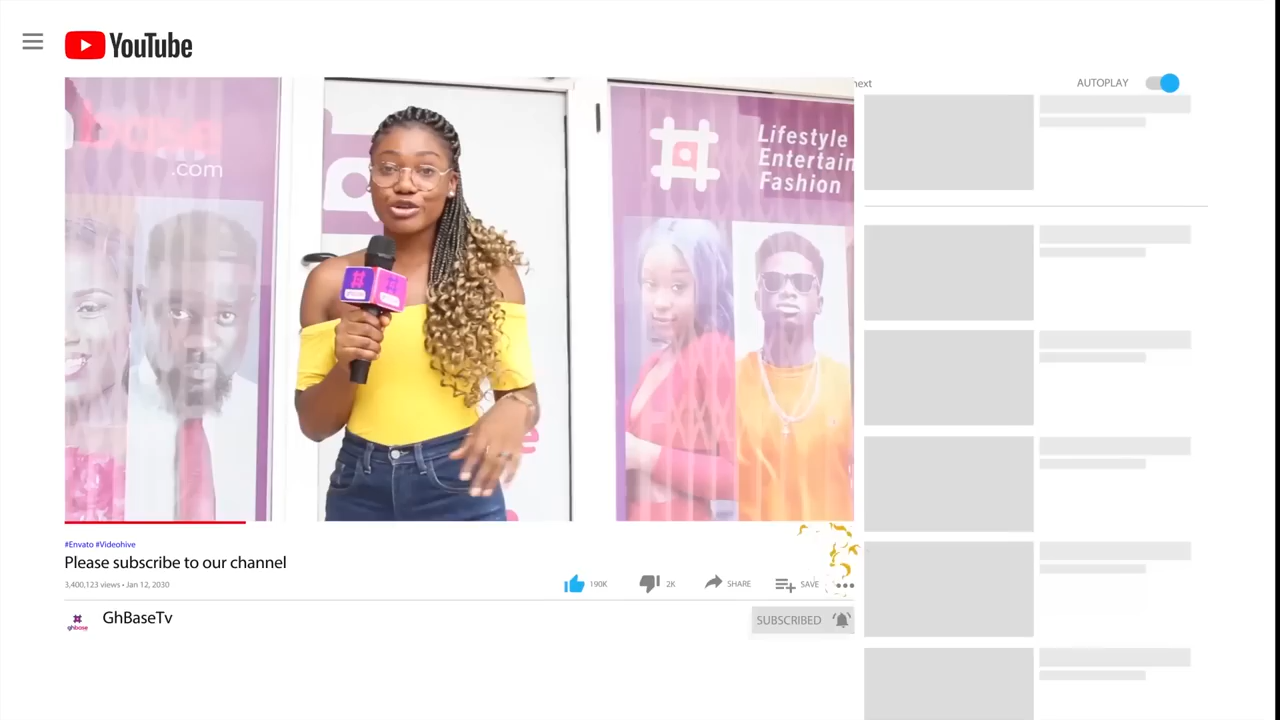 YouTube
next
AUTOPLAY
.com
Lifestyle
Entertain
Fashion
#Envato #Videohive
Please subscribe to our channel
3,400,123 views • Jan 12, 2030
190K
2K
SHARE
SAVE
GhBaseTv
ghbase
SUBSCRIBED